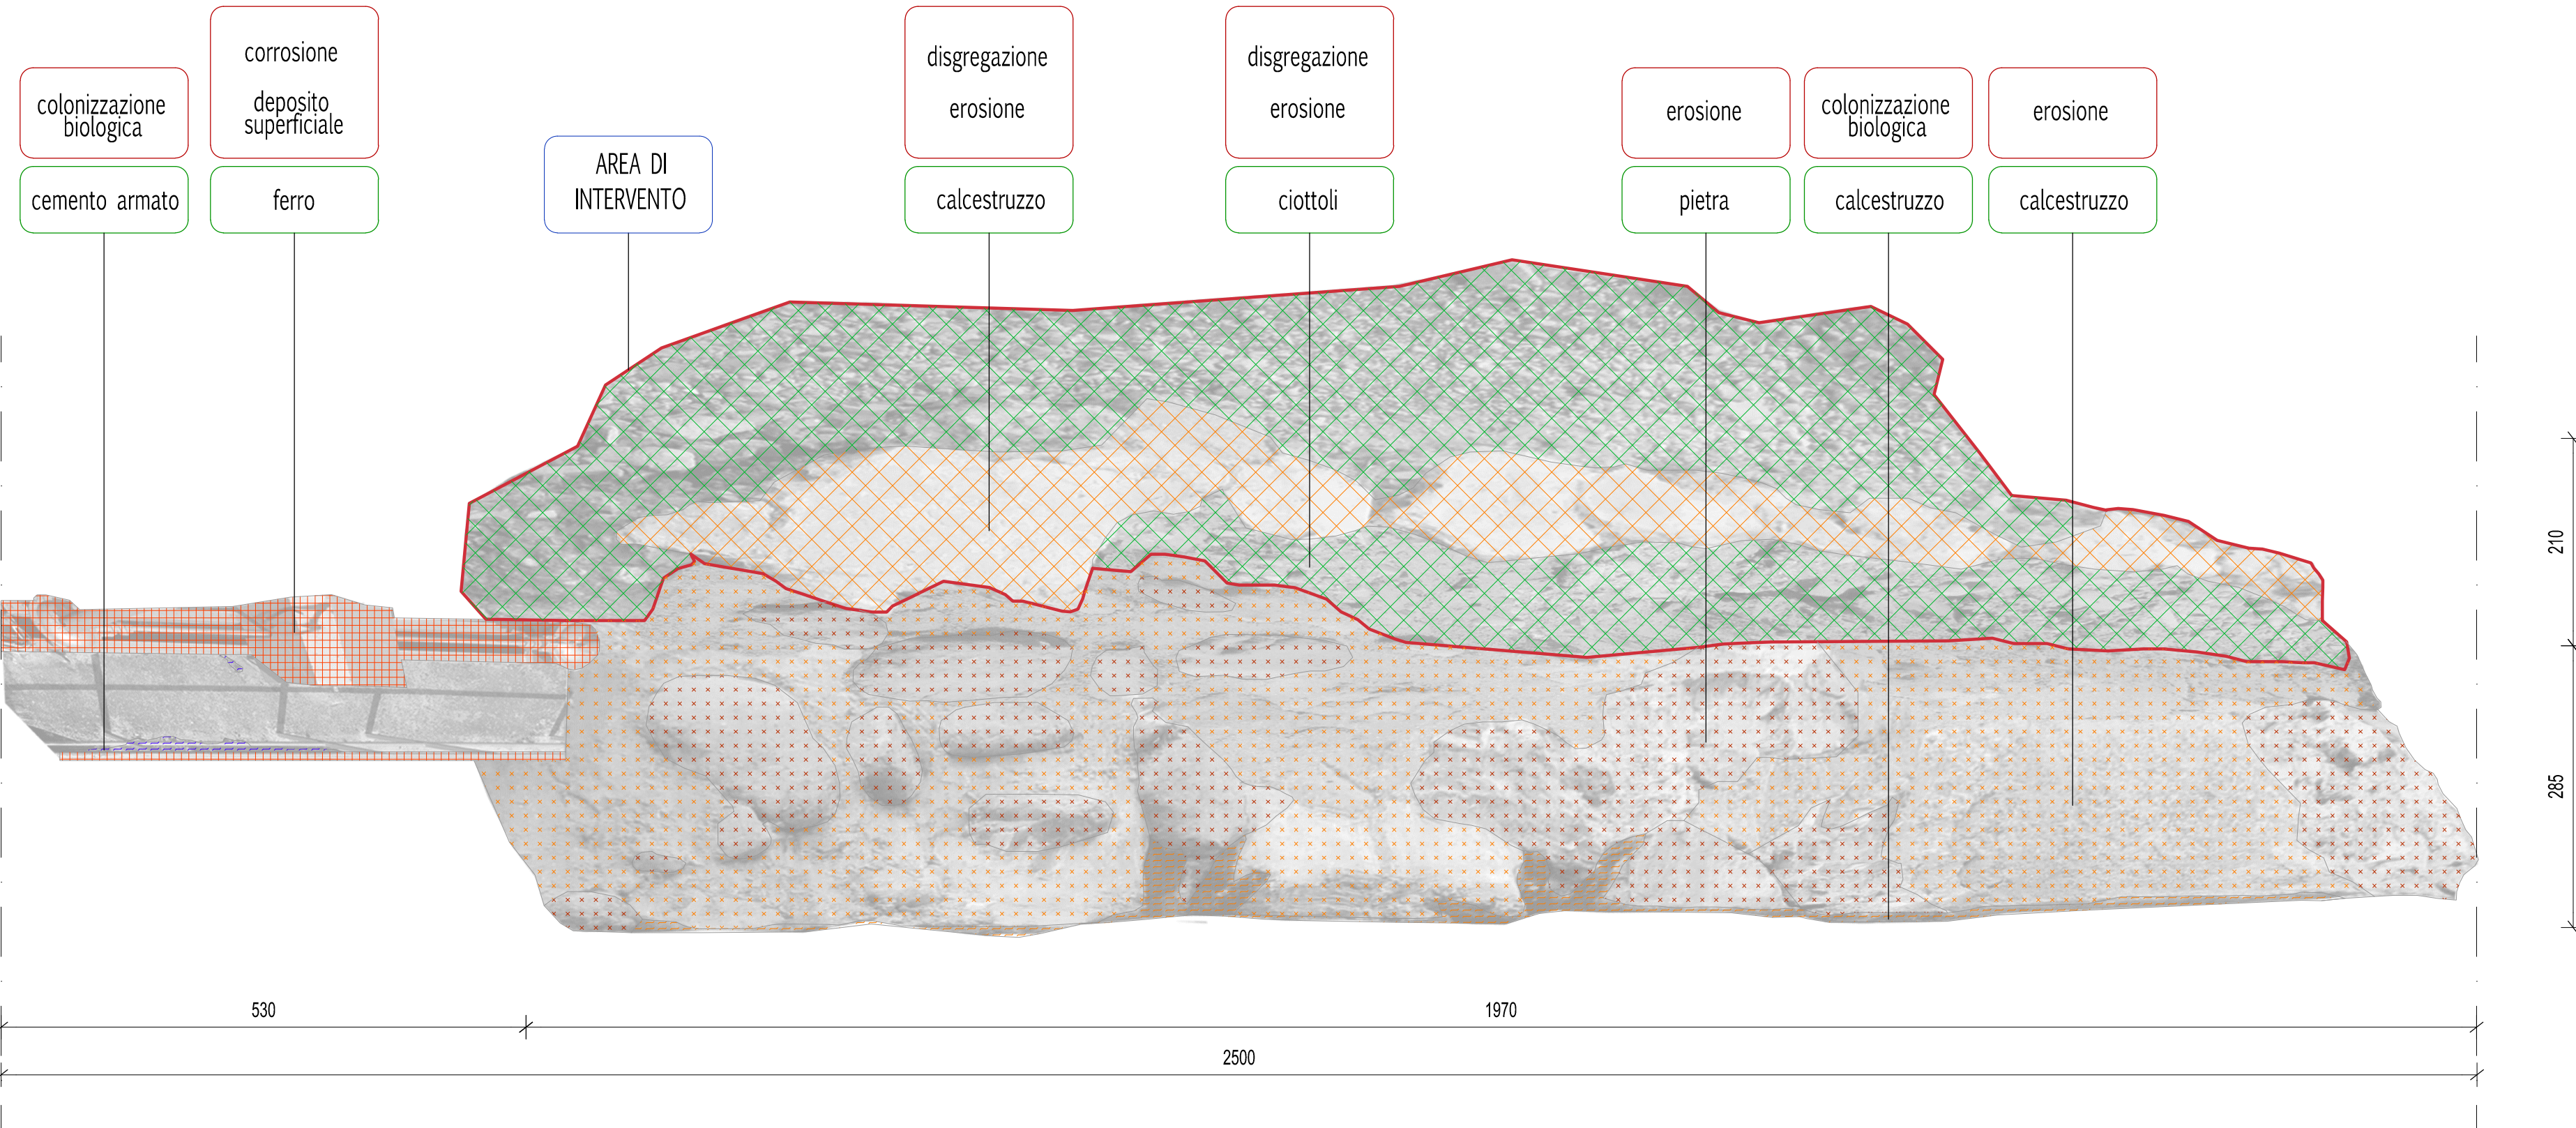 colonizzazione
biologica
cemento armato
corrosione
deposito
superficiale
ferro
AREA DI
INTERVENTO
disgregazione
erosione
calcestruzzo
disgregazione
erosione
ciottoli
erosione
pietra
colonizzazione
biologica
calcestruzzo
erosione
calcestruzzo
210
285
530
1970
2500